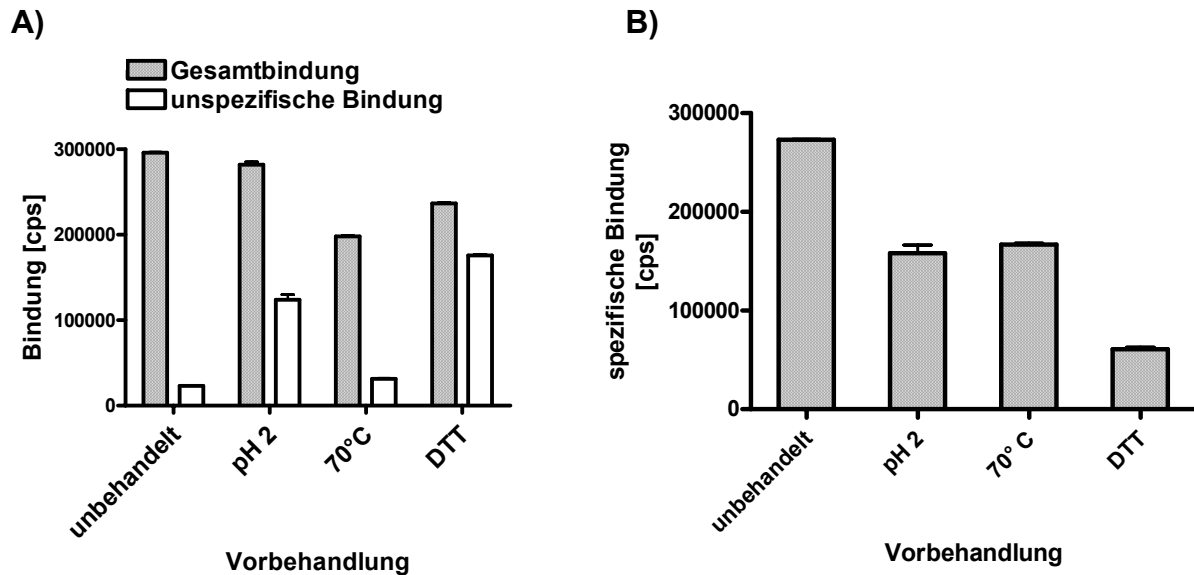 A)
Gesamtbindung
unspezifische Bindung
Bindung [cps]
300000
200000
100000
0
unbehandelt
pH 2
70°C
DTT
Vorbehandlung
B)
spezifische Bindung
[cps]
300000
200000
100000
0
unbehandelt
pH 2
70° C
DTT
Vorbehandlung